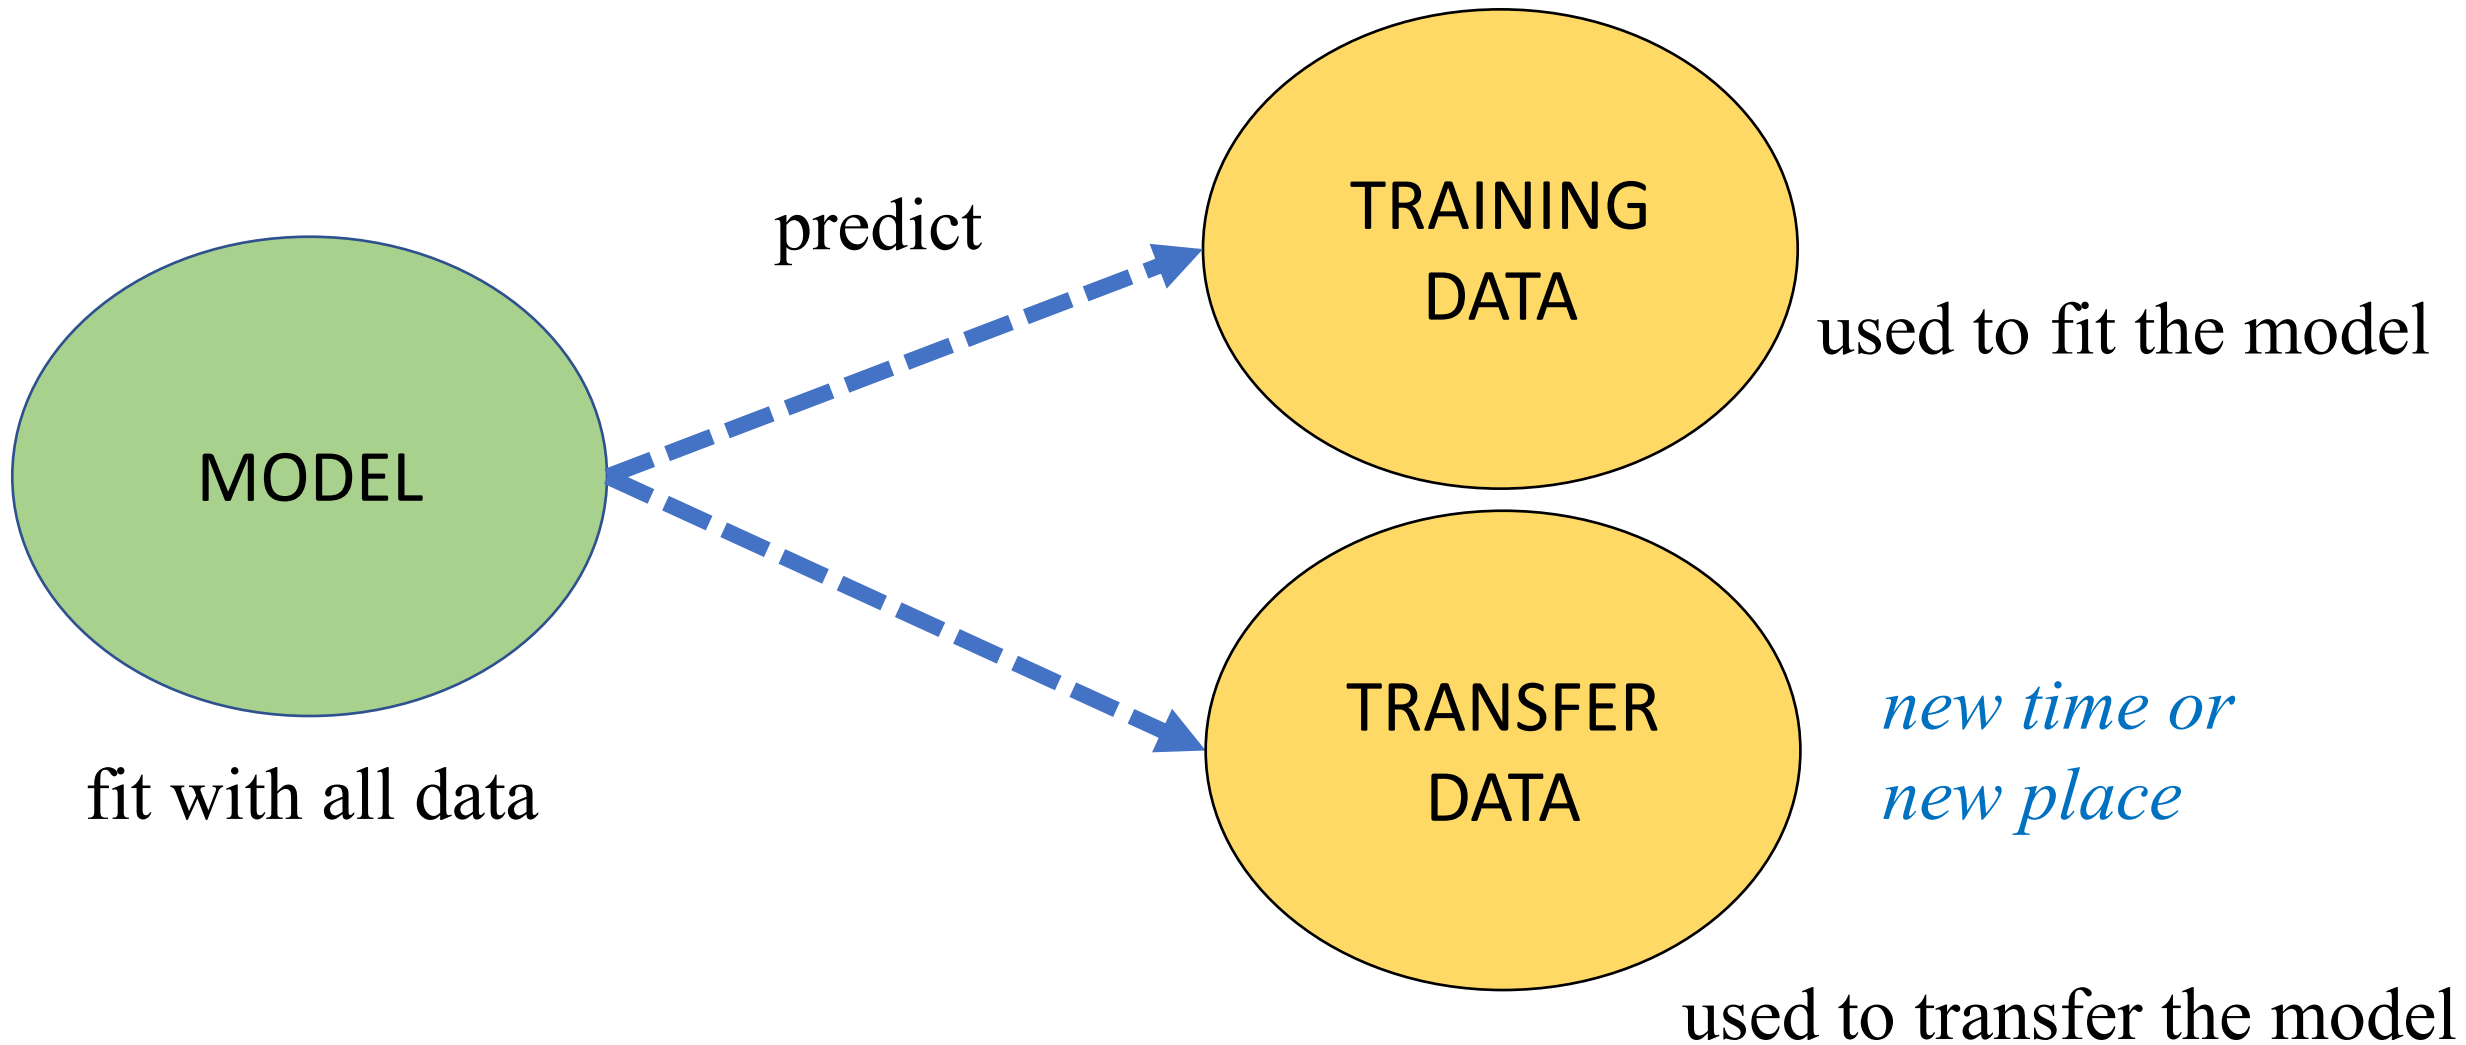 predict
TRAINING
DATA
used to fit the model
MODEL
fit with all data
TRANSFER
DATA
new time or
new place
used to transfer the model